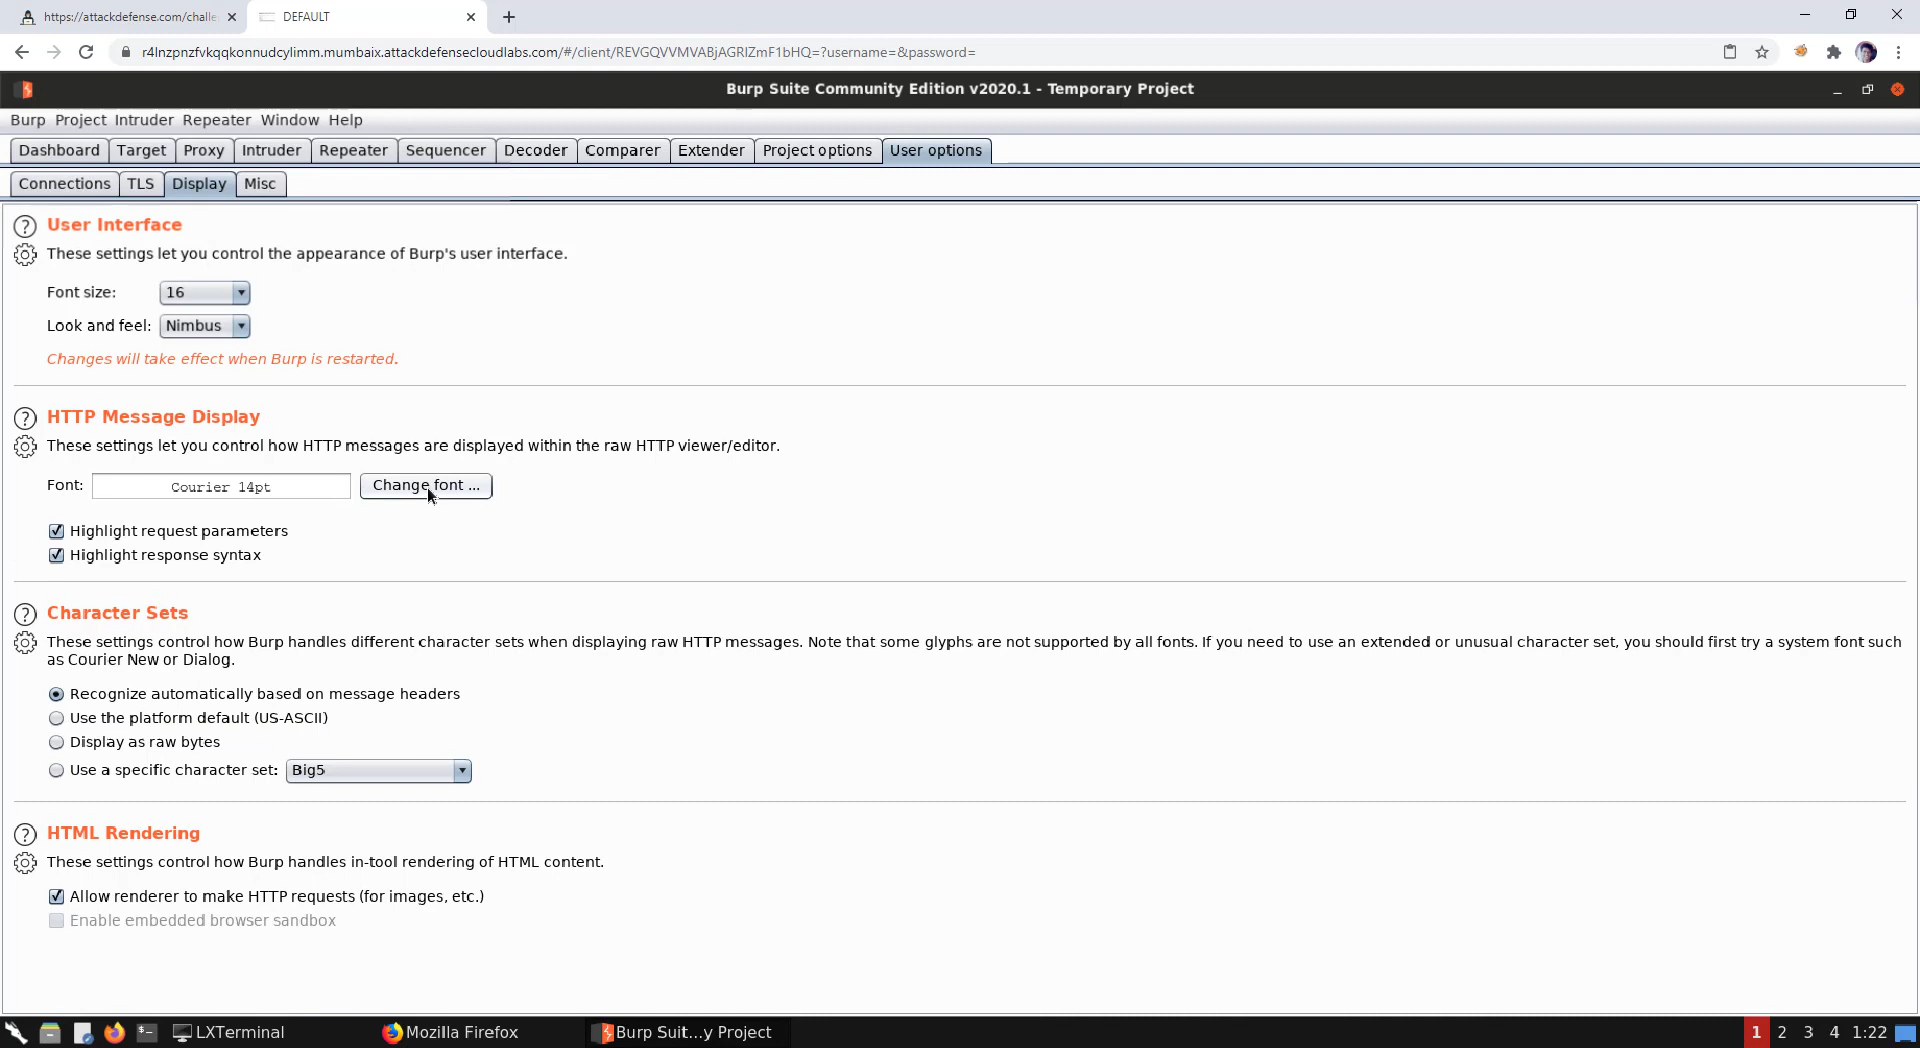 https://attackdefense.com/challe
DEFAULT
r4lnzpnzfvkqqkonnudcylimm.mumbaix.attackdefensecloudlabs.com/#/client/REVGQVVMVABjAGRlZmF1bHQ=?username=&password=
Burp Suite Community Edition v2020.1 - Temporary Project
Burp Project Intruder Repeater Window Help
Dashboard Target Proxy Intruder Repeater Sequencer Decoder Comparer Extender Project options User options
Connections TLS Display Misc
User Interface
These settings let you control the appearance of Burp's user interface.
Font size: 16
Look and feel: Nimbus
Changes will take effect when Burp is restarted.
HTTP Message Display
These settings let you control how HTTP messages are displayed within the raw HTTP viewer/editor.
Font: Courier 14pt Change font ...
Highlight request parameters
Highlight response syntax
Character Sets
These settings control how Burp handles different character sets when displaying raw HTTP messages. Note that some glyphs are not supported by all fonts. If you need to use an extended or unusual character set, you should first try a system font such
as Courier New or Dialog.
Recognize automatically based on message headers
Use the platform default (US-ASCII)
Display as raw bytes
Use a specific character set: Big5
HTML Rendering
These settings control how Burp handles in-tool rendering of HTML content.
Allow renderer to make HTTP requests (for images, etc.)
Enable embedded browser sandbox
LXTerminal Mozilla Firefox Burp Suit...y Project 1 2 3 4 1:22